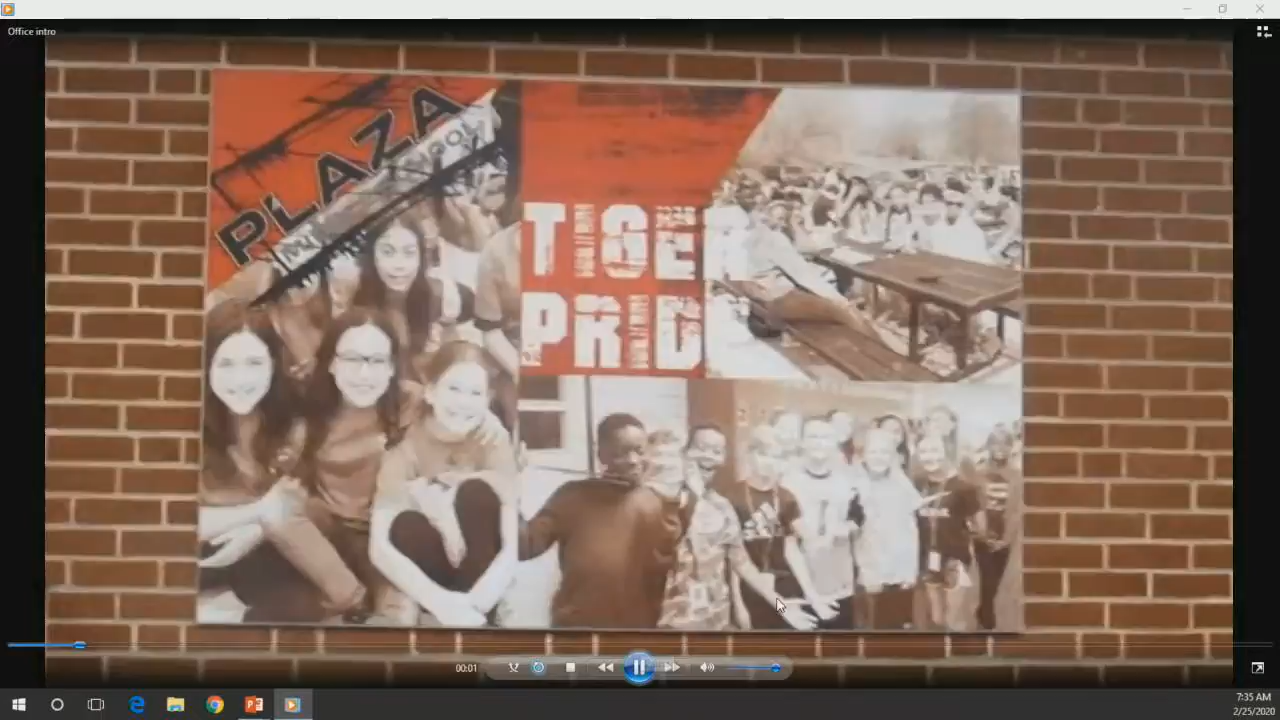 Office intro
PLAZA
TIGER
PRIDE
00:01
7:35 AM
2/25/2020